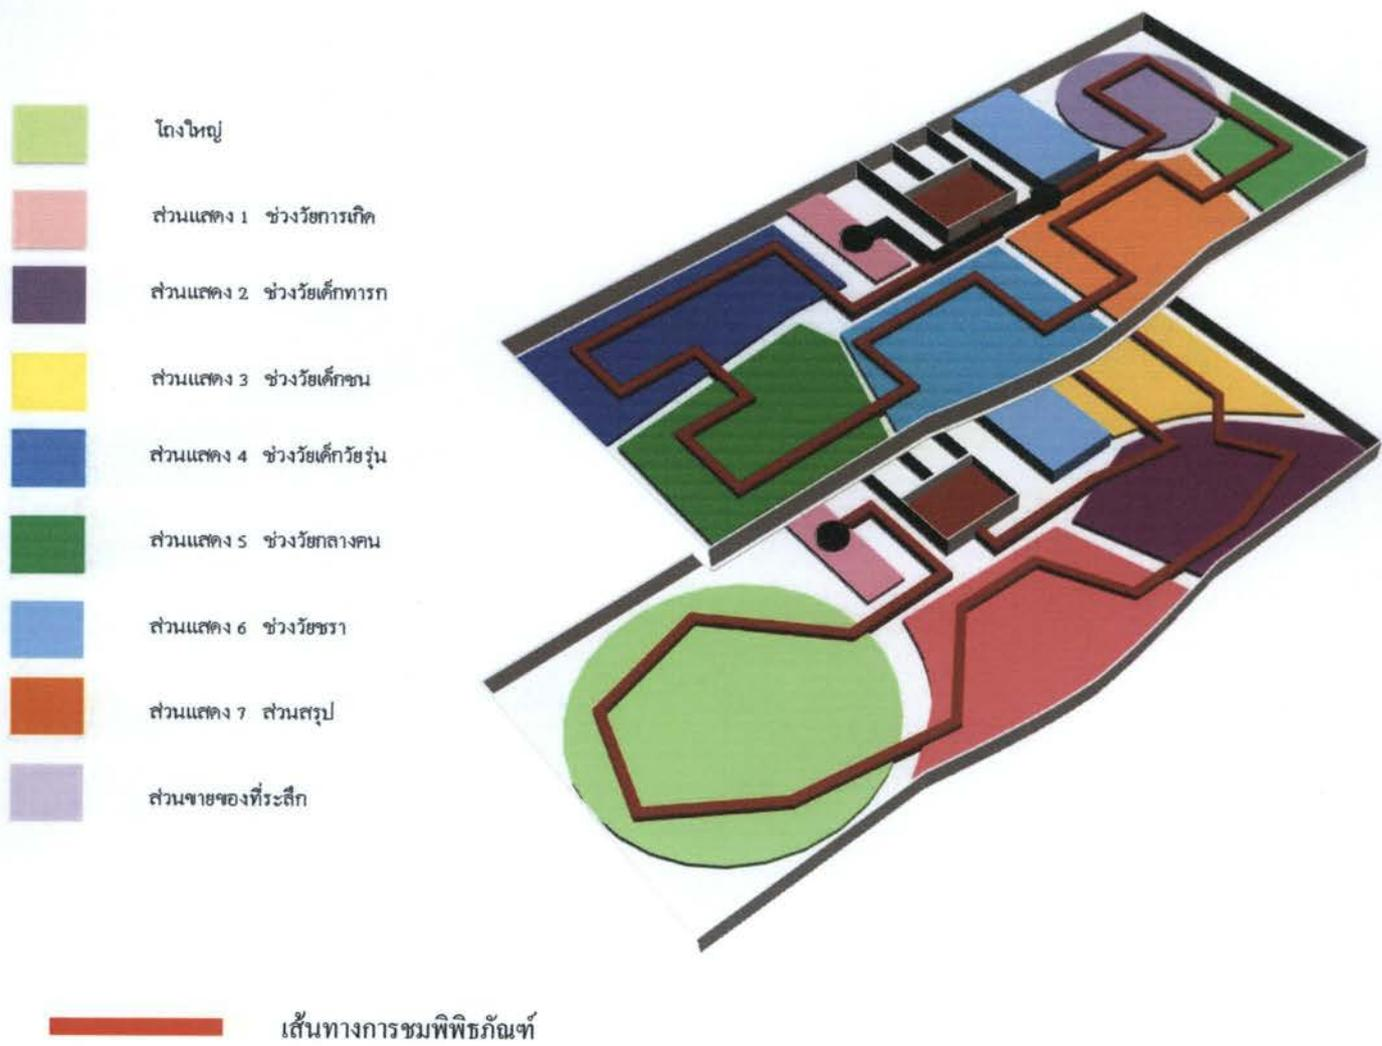 โถงใหญ่
ส่วนแสดง 1 ช่วงวัยการเกิด
ส่วนแสดง 2 ช่วงวัยเด็กทารก
ส่วนแสดง 3 ช่วงวัยเด็กซน
ส่วนแสดง 4 ช่วงวัยเด็กวัยรุ่น
ส่วนแสดง 5 ช่วงวัยกลางคน
ส่วนแสดง 6 ช่วงวัยชรา
ส่วนแสดง 7 ส่วนสรุป
ส่วนขายของที่ระลึก
เส้นทางการชมพิพิธภัณฑ์